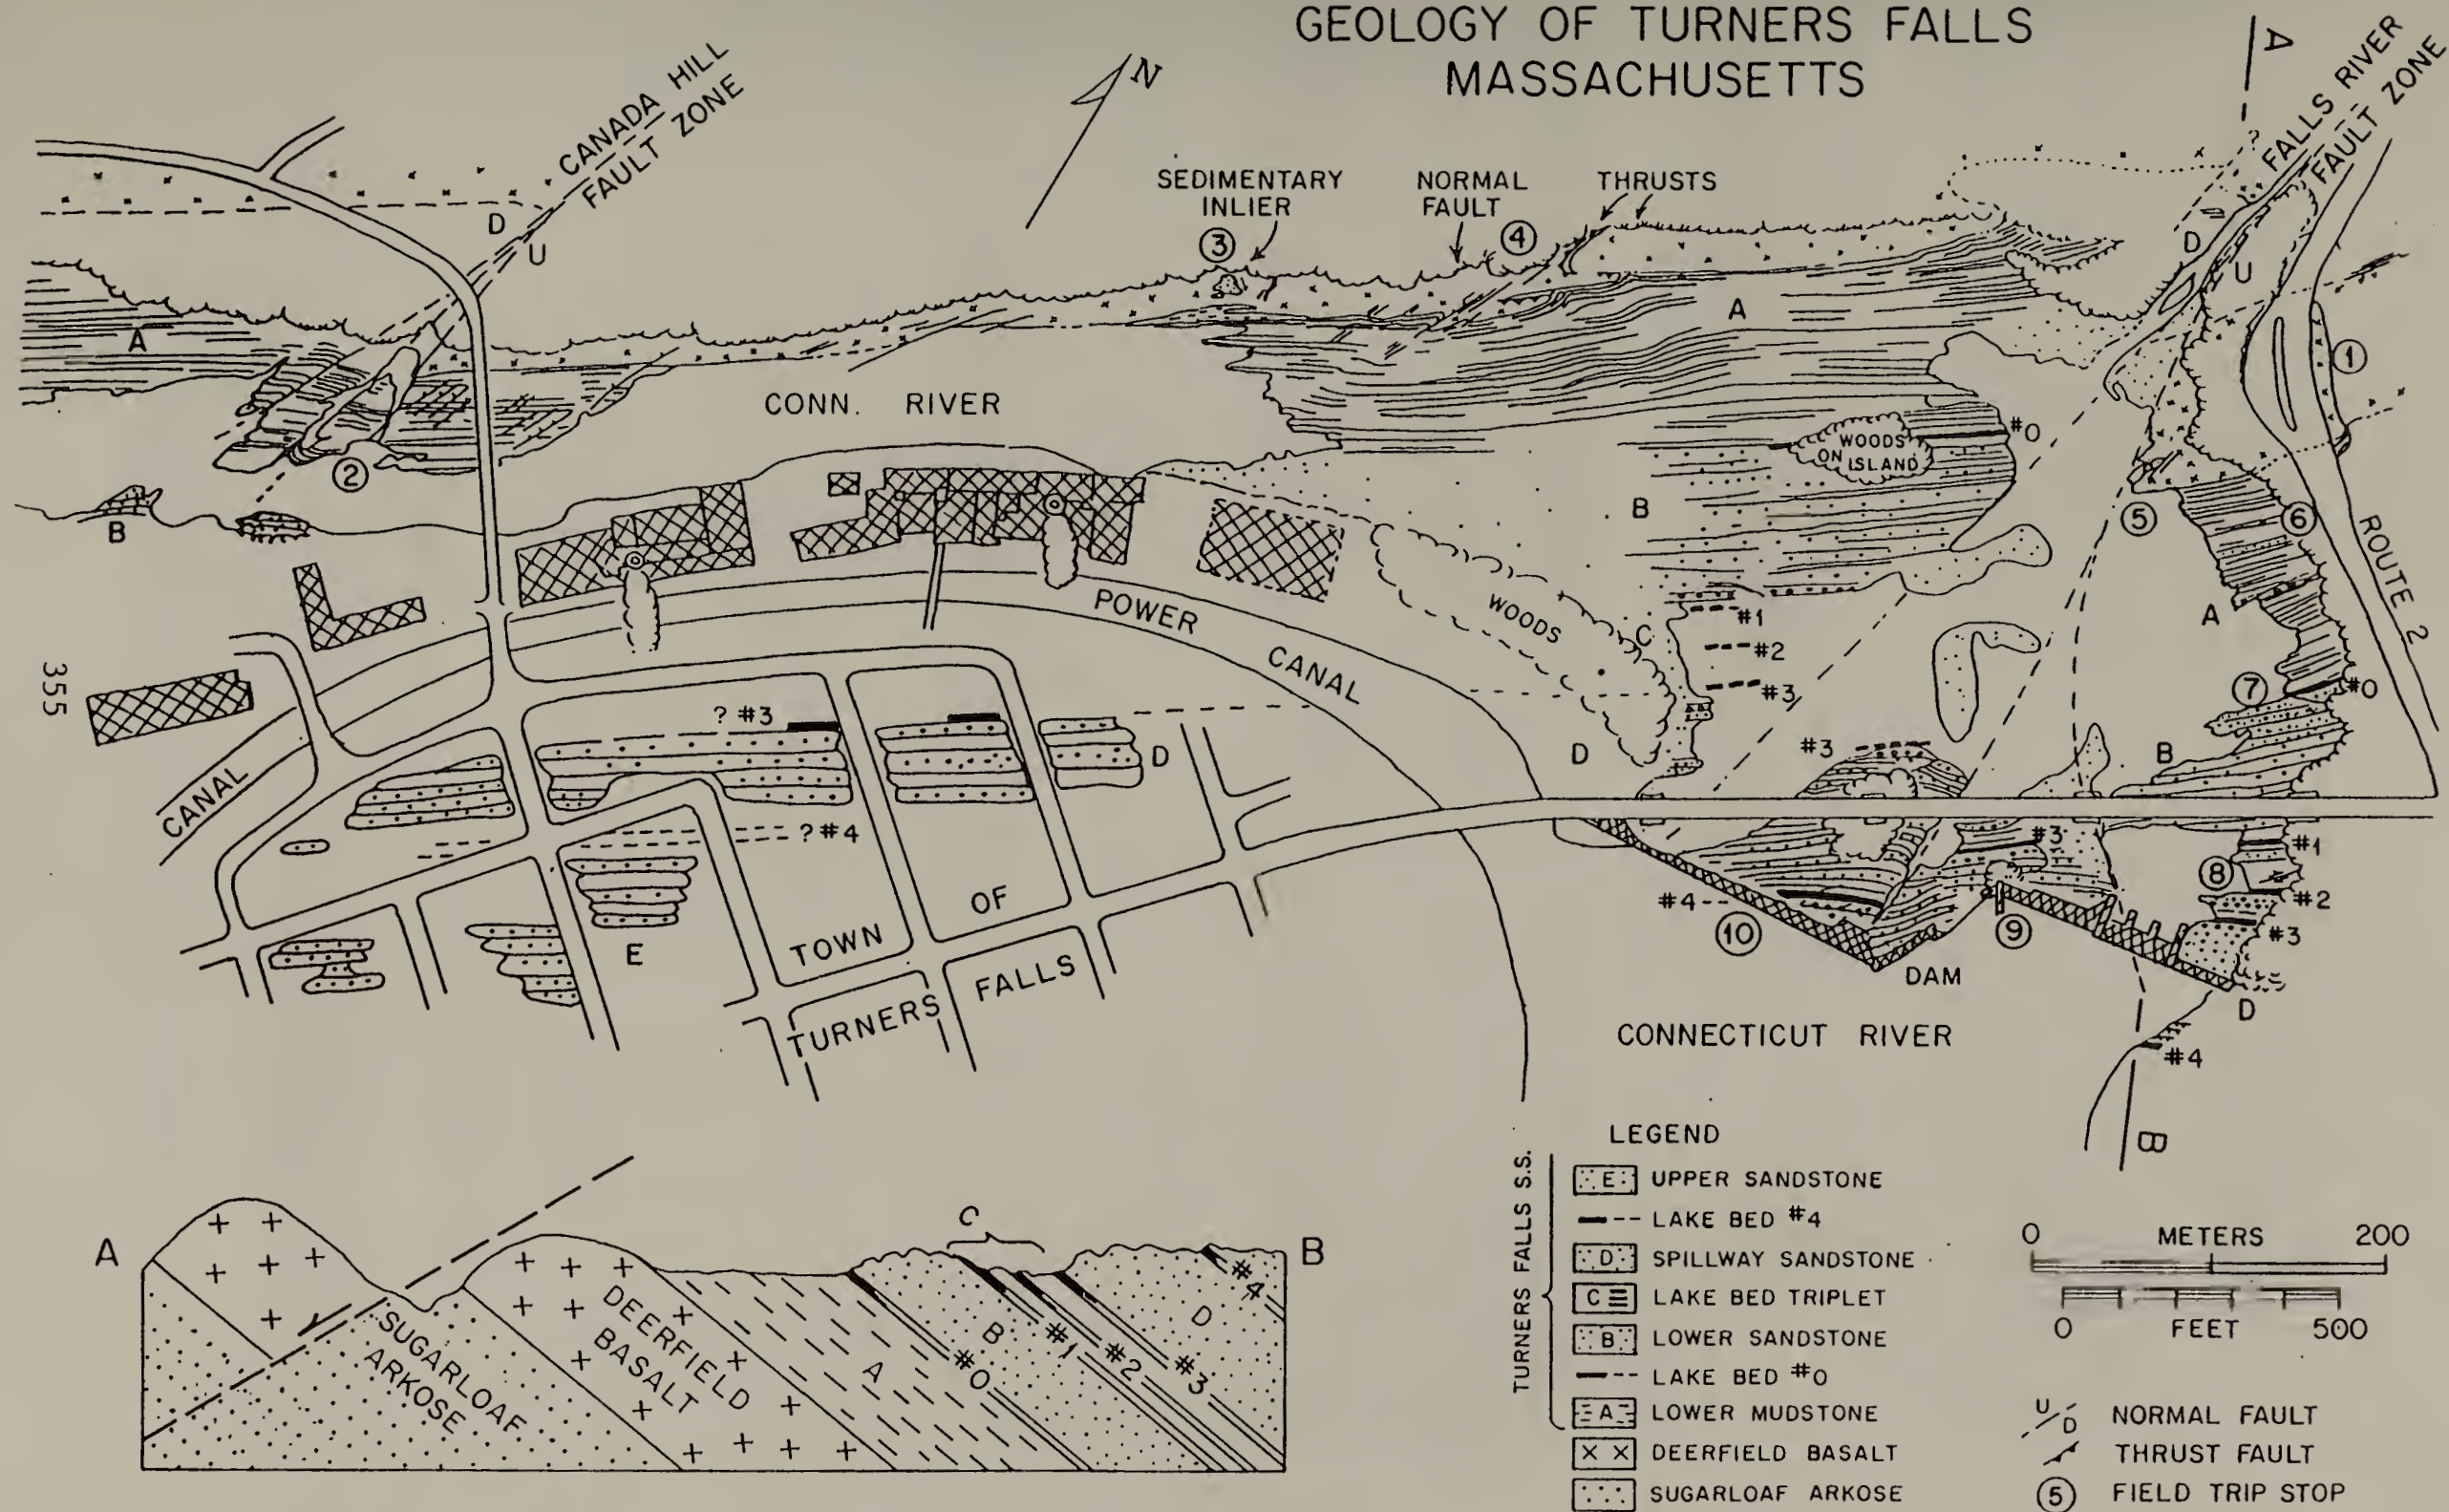 GEOLOGY OF TURNERS FALLS
MASSACHUSETTS
N
A
FALLS RIVER
FAULT ZONE
?
CANADA HILL
FAULT ZONE
D
U
SEDIMENTARY
INLIER
3
NORMAL
FAULT
4
THRUSTS
D
U
A
A
1
CONN. RIVER
WOODS
ON
ISLAND
#0
2
B
B
5
6
ROUTE 2
POWER
CANAL
WOODS
C
#1
#2
#3
A
7
#0
355
? #3
D
D
#3
B
CANAL
? #4
#3
#1
8
#2
#4
10
9
#3
E
TOWN
OF
TURNERS
FALLS
DAM
D
CONNECTICUT RIVER
#4
B
A
B
C
SUGARLOAF
ARKOSE
DEERFIELD
BASALT
A
#0
B
#1
#2
#3
D
#4
LEGEND
TURNERS FALLS S.S.
E UPPER SANDSTONE
LAKE BED #4
D SPILLWAY SANDSTONE
C LAKE BED TRIPLET
B LOWER SANDSTONE
LAKE BED #0
A LOWER MUDSTONE
X X DEERFIELD BASALT
SUGARLOAF ARKOSE
0 METERS 200
0 FEET 500
U/D NORMAL FAULT
THRUST FAULT
5 FIELD TRIP STOP